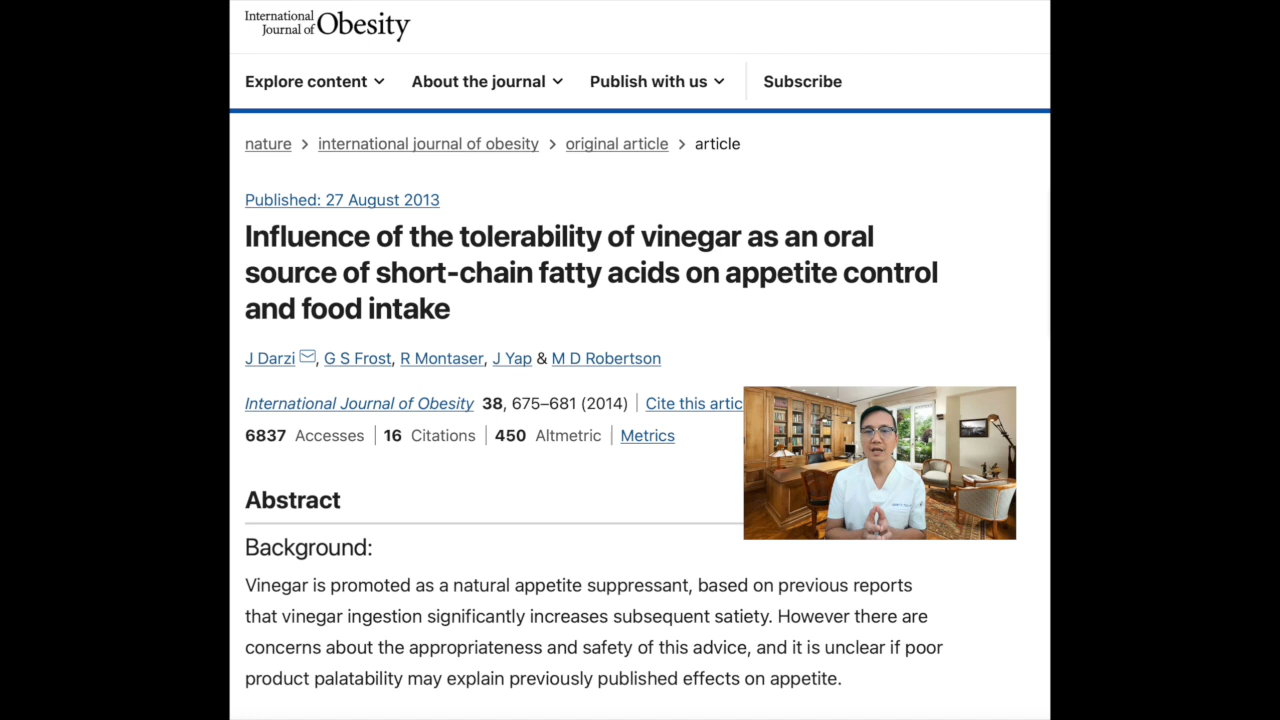 International
Journal of Obesity
Explore content About the journal Publish with us Subscribe
nature > international journal of obesity > original article > article
Published: 27 August 2013
Influence of the tolerability of vinegar as an oral
source of short-chain fatty acids on appetite control
and food intake
J Darzi, G S Frost, R Montaser, J Yap & M D Robertson
International Journal of Obesity 38, 675–681 (2014) | Cite this artic
6837 Accesses | 16 Citations | 450 Altmetric | Metrics
Abstract
Background:
Vinegar is promoted as a natural appetite suppressant, based on previous reports
that vinegar ingestion significantly increases subsequent satiety. However there are
concerns about the appropriateness and safety of this advice, and it is unclear if poor
product palatability may explain previously published effects on appetite.